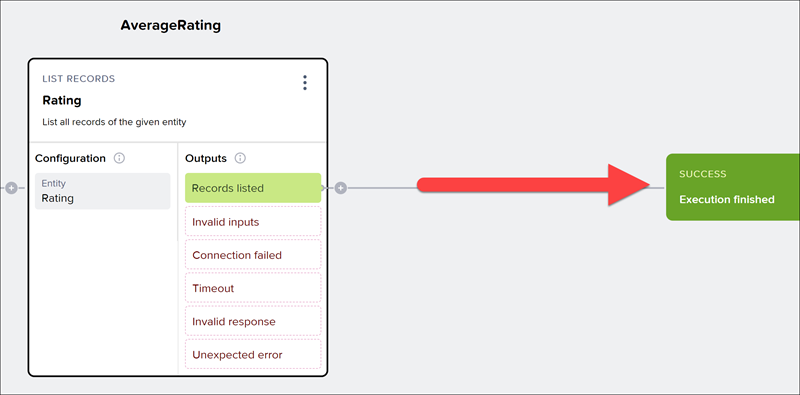 AverageRating
LIST RECORDS
Rating
List all records of the given entity
Configuration
Entity
Rating
Outputs
Records listed
Invalid inputs
Connection failed
Timeout
Invalid response
Unexpected error
SUCCESS
Execution finished